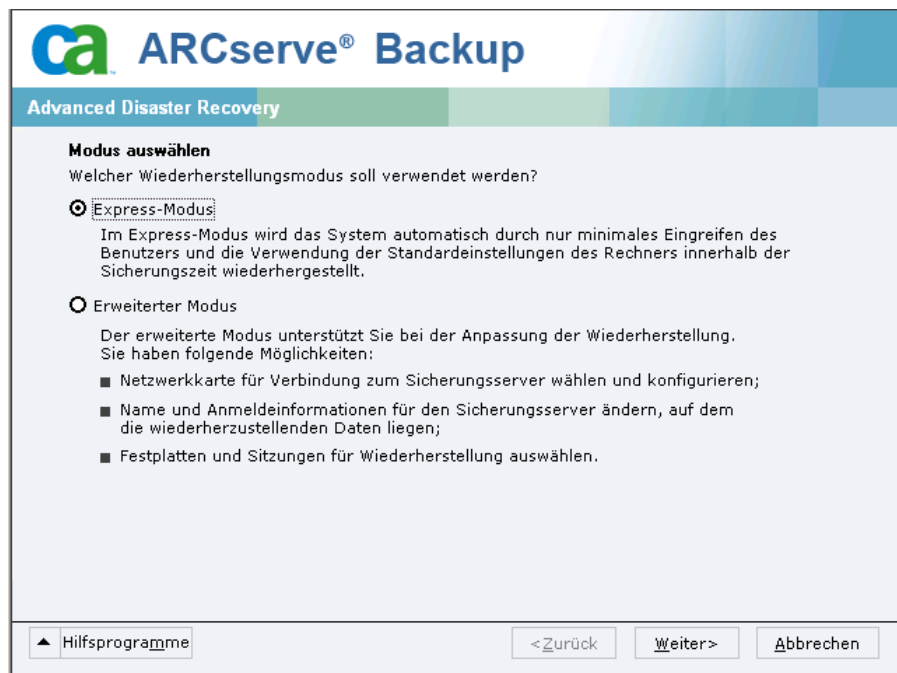 ca ARCserve® Backup
Advanced Disaster Recovery
Modus auswählen
Welcher Wiederherstellungsmodus soll verwendet werden?
Express-Modus
Im Express-Modus wird das System automatisch durch nur minimales Eingreifen des
Benutzers und die Verwendung der Standardeinstellungen des Rechners innerhalb der
Sicherungszeit wiederhergestellt.
Erweiterter Modus
Der erweiterte Modus unterstützt Sie bei der Anpassung der Wiederherstellung.
Sie haben folgende Möglichkeiten:
■ Netzwerkkarte für Verbindung zum Sicherungsserver wählen und konfigurieren;
■ Name und Anmeldeinformationen für den Sicherungsserver ändern, auf dem
die wiederherzustellenden Daten liegen;
■ Festplatten und Sitzungen für Wiederherstellung auswählen.
Hilfsprogramme <Zurück Weiter> Abbrechen